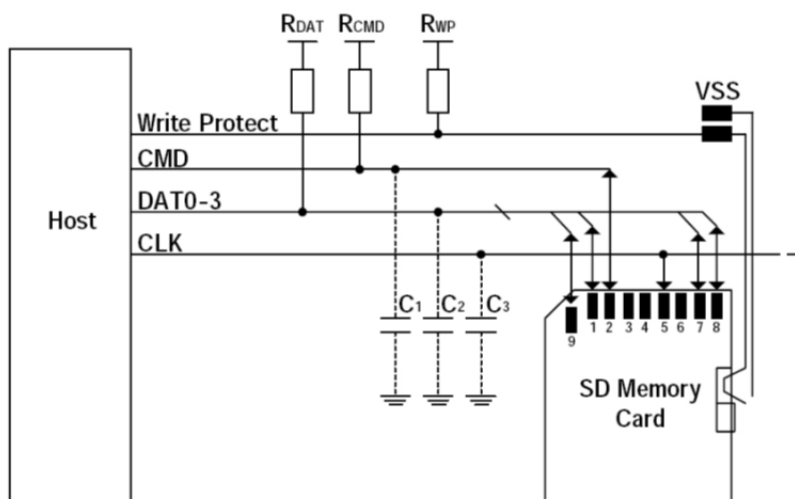 RDAT RCMD RWP
VSS
Write Protect
CMD
DAT0-3
Host
CLK
C1 C2 C3
1 2 3 4 5 6 7 8
9
SD Memory
Card